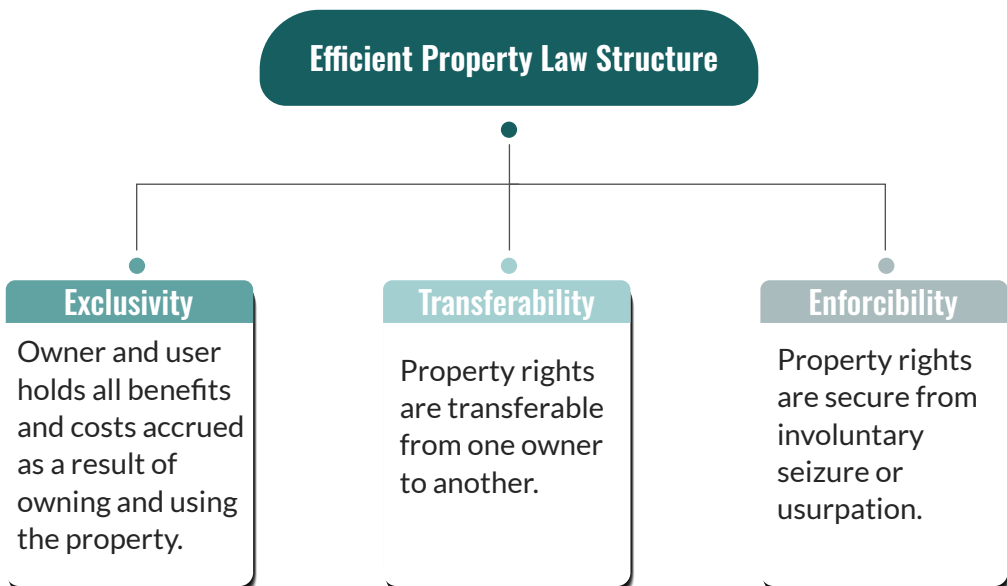 Efficient Property Law Structure
Exclusivity
Owner and user
holds all benefits
and costs accrued
as a result of
owning and using
the property.
Transferability
Property rights
are transferable
from one owner
to another.
Enforcibility
Property rights
are secure from
involuntary
seizure or
usurpation.